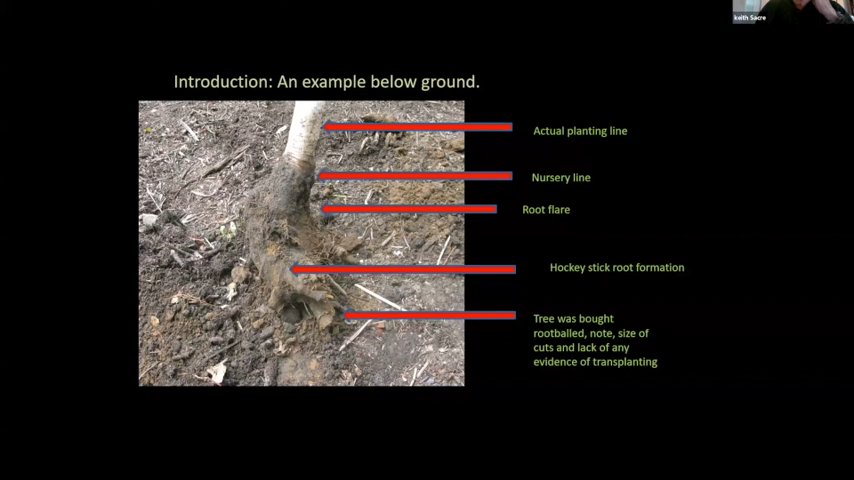 keith Sacre
Introduction: An example below ground.
Actual planting line
Nursery line
Root flare
Hockey stick root formation
Tree was bought
rootballed, note, size of
cuts and lack of any
evidence of transplanting